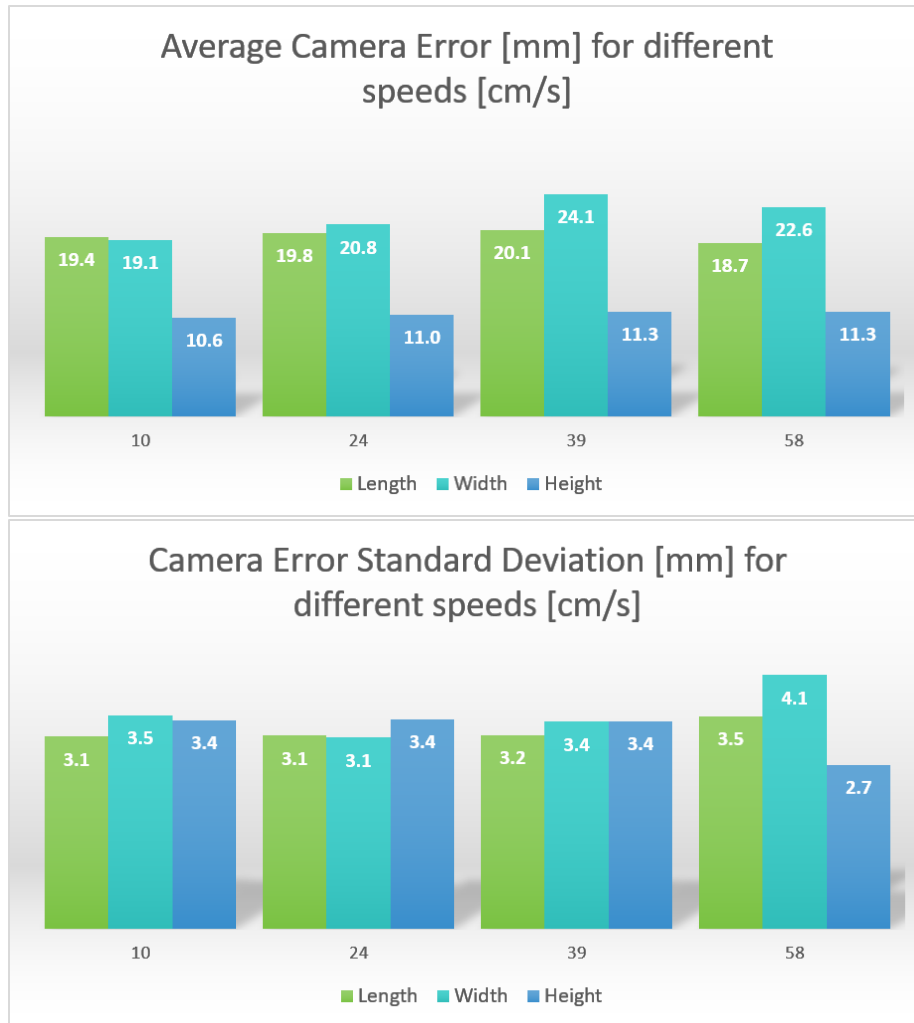 Average Camera Error [mm] for different
speeds [cm/s]
19.4 19.1 10.6 19.8 20.8 11.0 20.1 24.1 11.3 18.7 22.6 11.3
10 24 39 58
Length Width Height
Camera Error Standard Deviation [mm] for
different speeds [cm/s]
3.1 3.5 3.4 3.1 3.1 3.4 3.2 3.4 3.4 3.5 4.1 2.7
10 24 39 58
Length Width Height